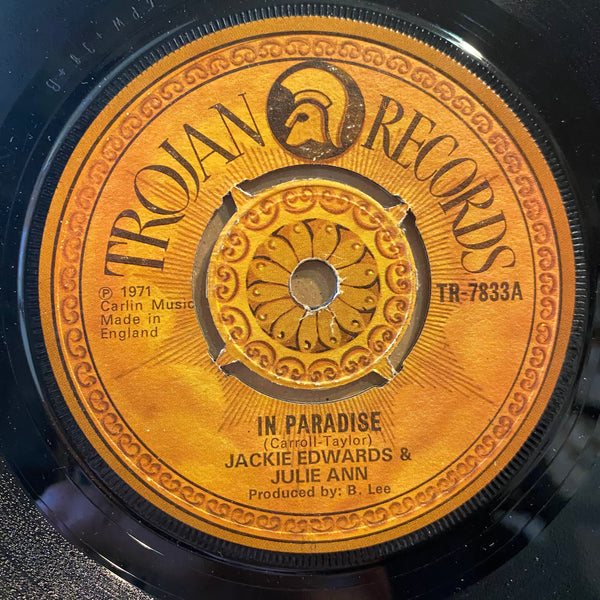 TROJAN RECORDS
℗ 1971
Carlin Music
Made in
England
TR-7833A
IN PARADISE
(Carroll-Taylor)
JACKIE EDWARDS &
JULIE ANN
Produced by: B. Lee